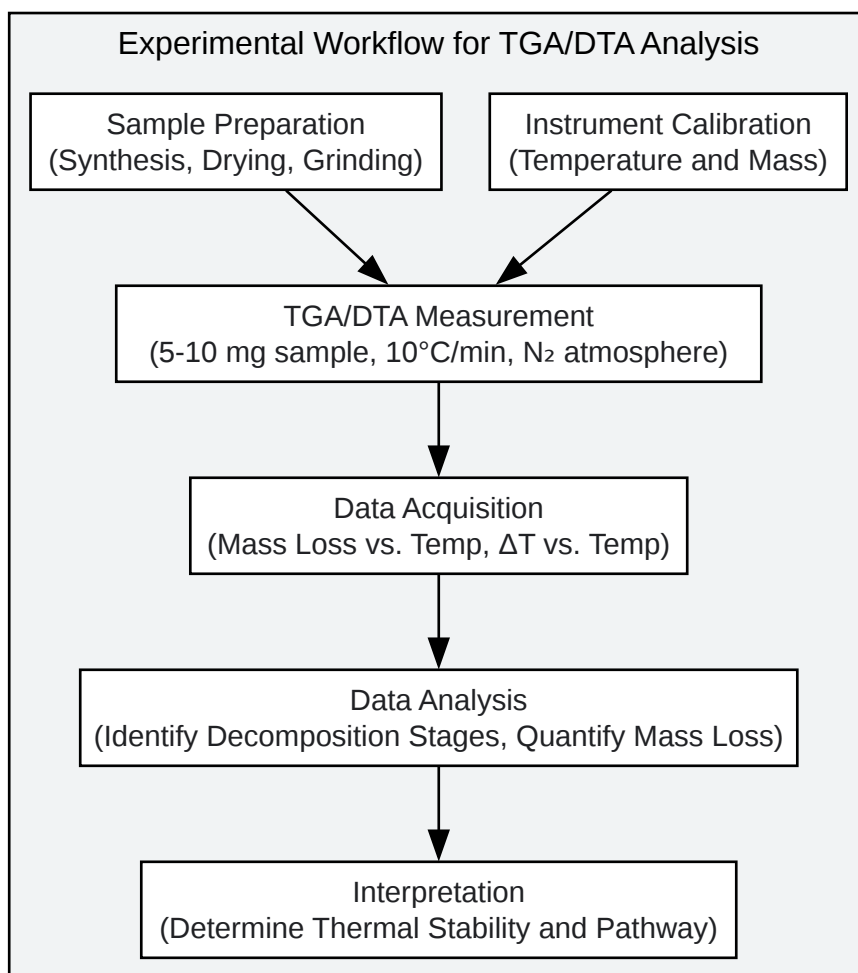 Experimental Workflow for TGA/DTA Analysis
Sample Preparation
(Synthesis, Drying, Grinding)
Instrument Calibration
(Temperature and Mass)
TGA/DTA Measurement
(5-10 mg sample, 10°C/min, N₂ atmosphere)
Data Acquisition
(Mass Loss vs. Temp, ΔT vs. Temp)
Data Analysis
(Identify Decomposition Stages, Quantify Mass Loss)
Interpretation
(Determine Thermal Stability and Pathway)